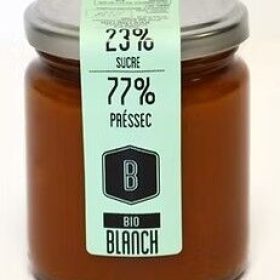 23%
SUCRE
77%
PRÉSSEC
B
BIO
BLANCH